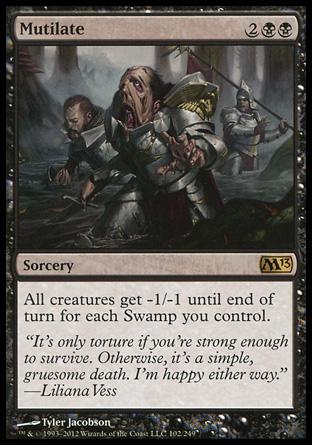 Mutilate 2
Sorcery M13
All creatures get -1/-1 until end of
turn for each Swamp you control.
“It’s only torture if you’re strong enough
to survive. Otherwise, it’s a simple,
gruesome death. I’m happy either way.”
—Liliana Vess
Tyler Jacobson
™ & © 1993–2012 Wizards of the Coast LLC 102/249